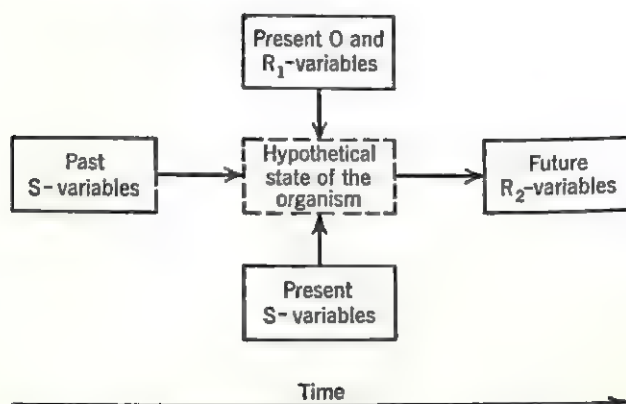 Present O and
R₁-variables
Past
S-variables
Hypothetical
state of the
organism
Future
R₂-variables
Present
S-variables
Time